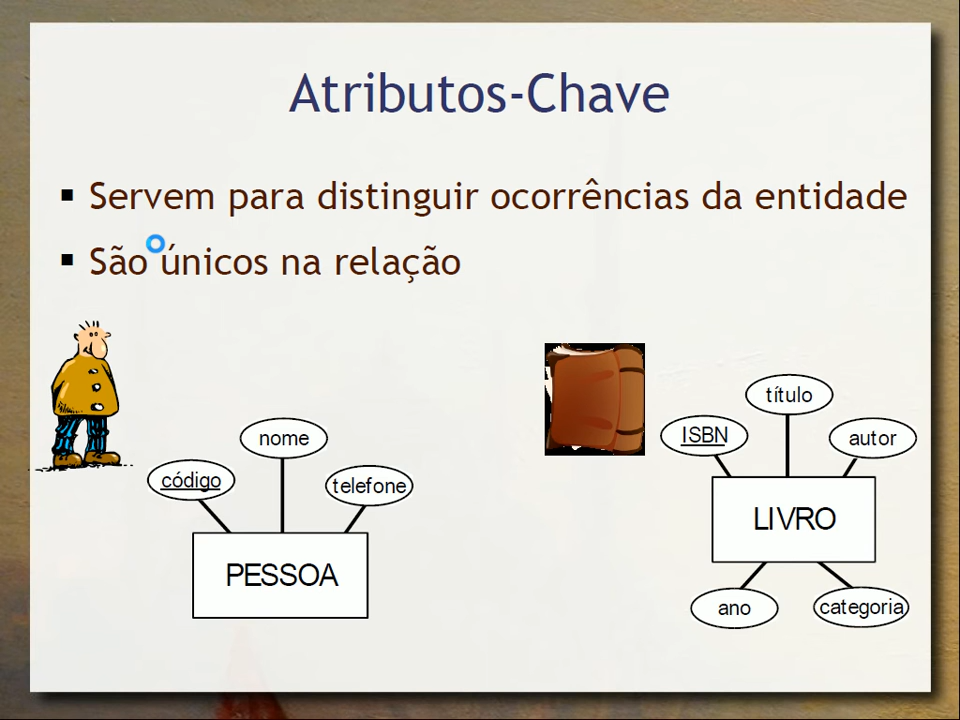 Atributos-Chave
▪ Servem para distinguir ocorrências da entidade
▪ São únicos na relação
nome
código
telefone
PESSOA
título
ISBN
autor
LIVRO
ano
categoria